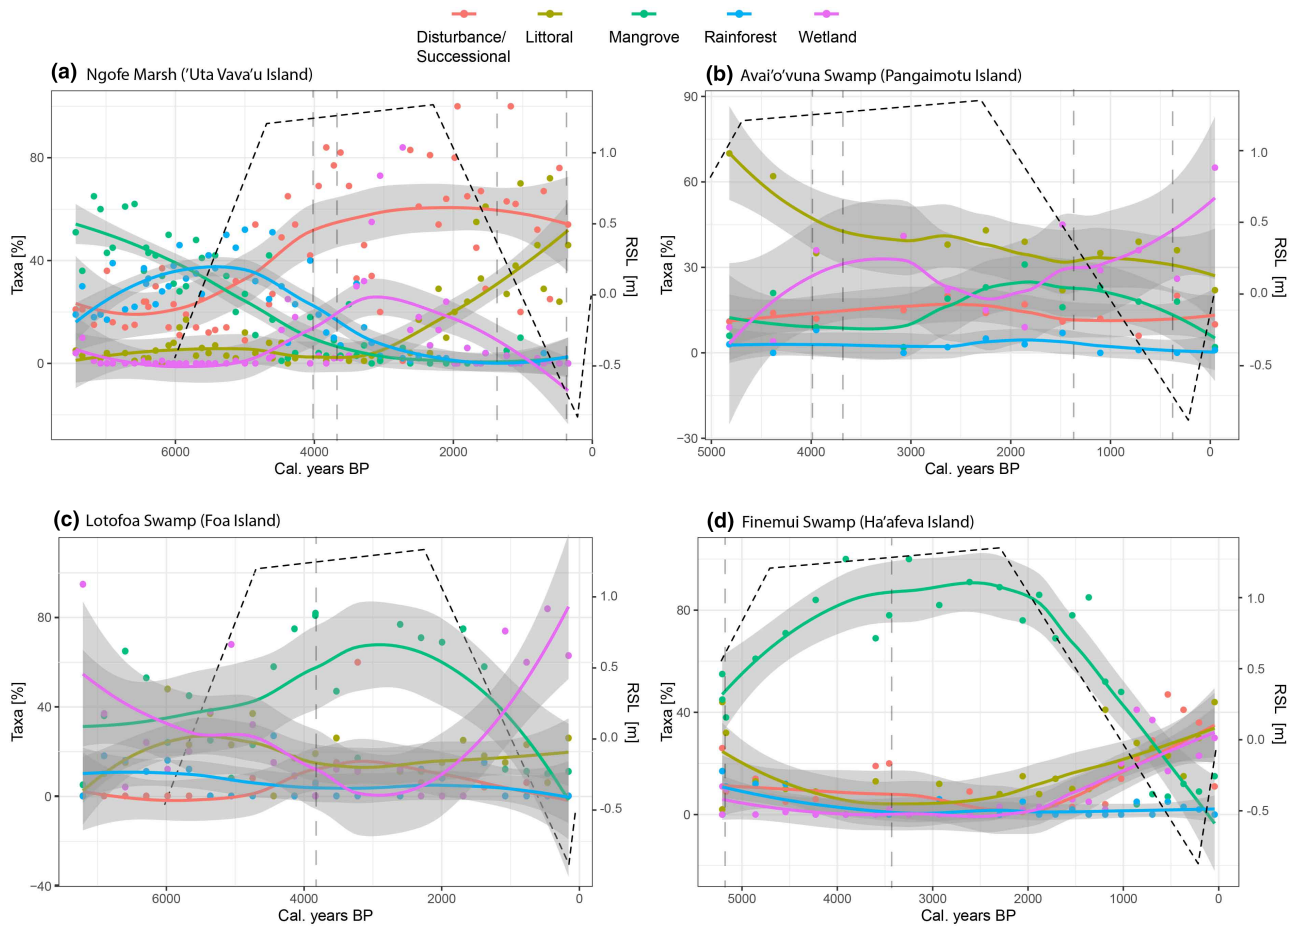 Disturbance/
Successional
Littoral
Mangrove
Rainforest
Wetland
(a) Ngofe Marsh (’Uta Vava’u Island)
80
40
0
Taxa [%]
1.0
0.5
0.0
−0.5
RSL [m]
6000 4000 2000 0
Cal. years BP
(b) Avai’o’vuna Swamp (Pangaimotu Island)
90
60
30
0
−30
Taxa [%]
1.0
0.5
0.0
−0.5
RSL [m]
5000 4000 3000 2000 1000 0
Cal. years BP
(c) Lotofoa Swamp (Foa Island)
80
40
0
−40
Taxa [%]
1.0
0.5
0.0
−0.5
RSL [m]
6000 4000 2000 0
Cal. years BP
(d) Finemui Swamp (Ha’afeva Island)
80
40
0
Taxa [%]
1.0
0.5
0.0
−0.5
RSL [m]
5000 4000 3000 2000 1000 0
Cal. years BP